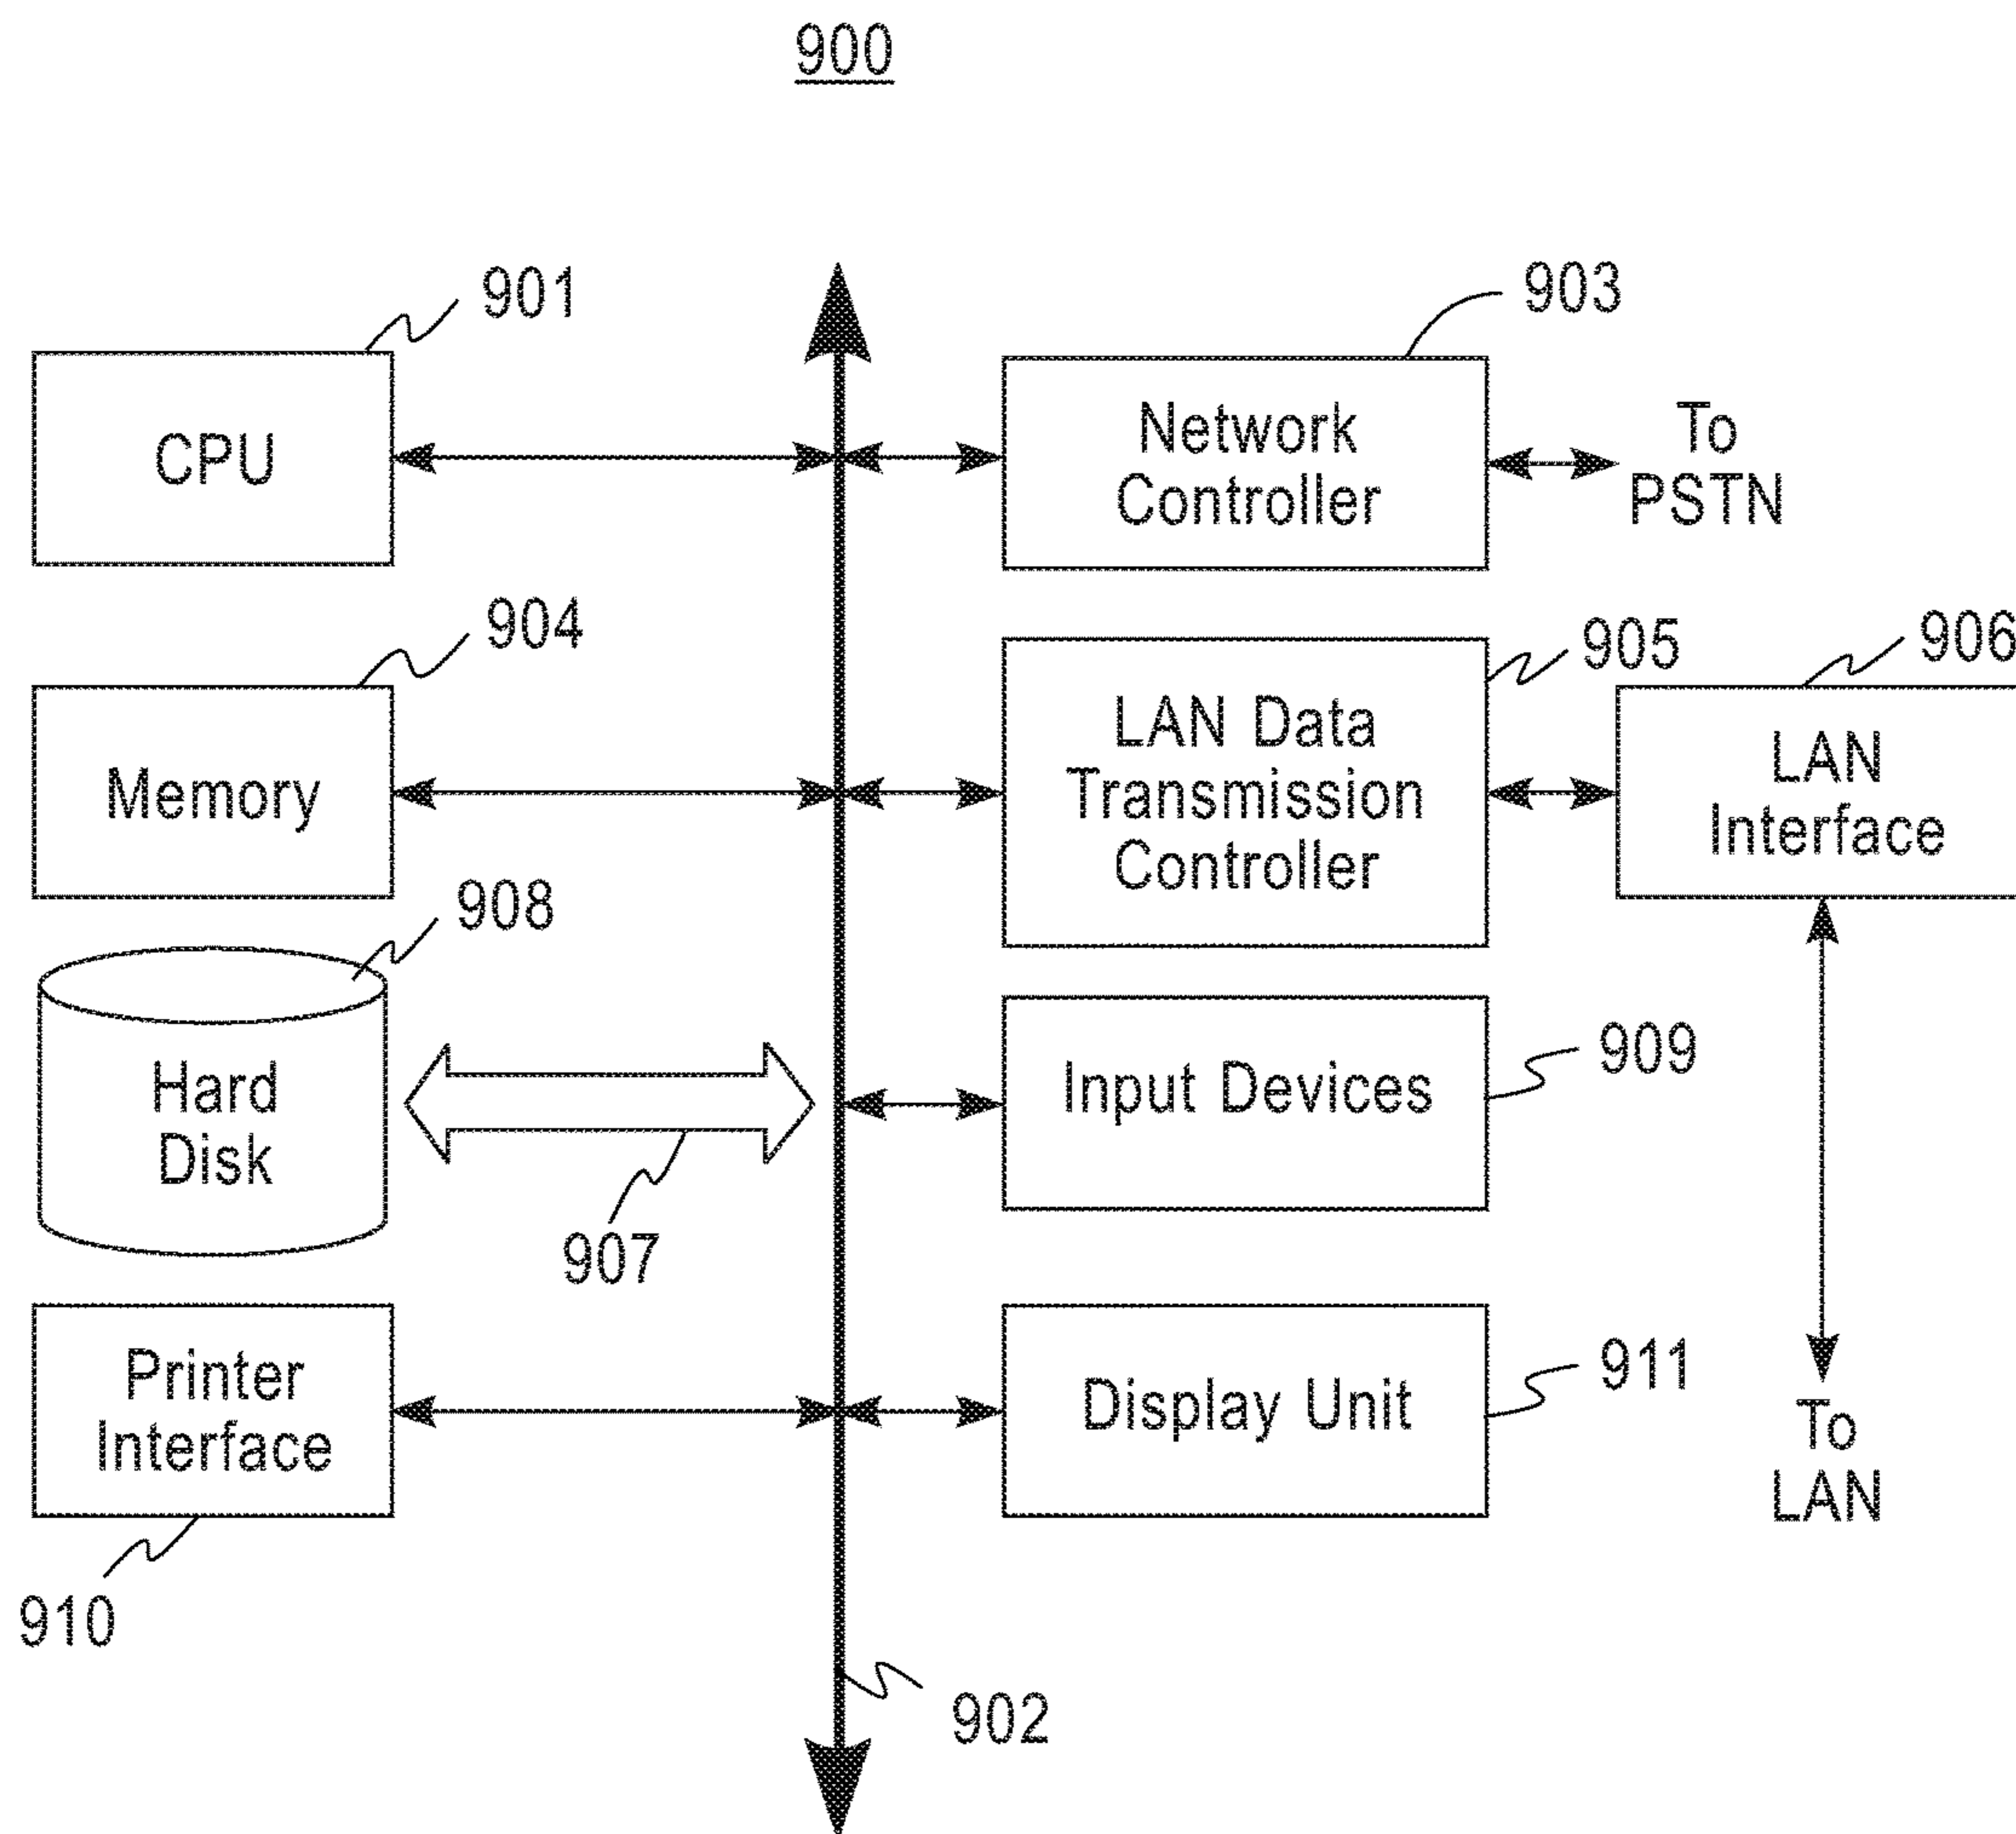 900
901
903
CPU
Network
Controller
To
PSTN
904
905
906
Memory
LAN Data
Transmission
Controller
LAN
Interface
908
Hard
Disk
907
Input Devices
909
Printer
Interface
Display Unit
911
To
LAN
910
902